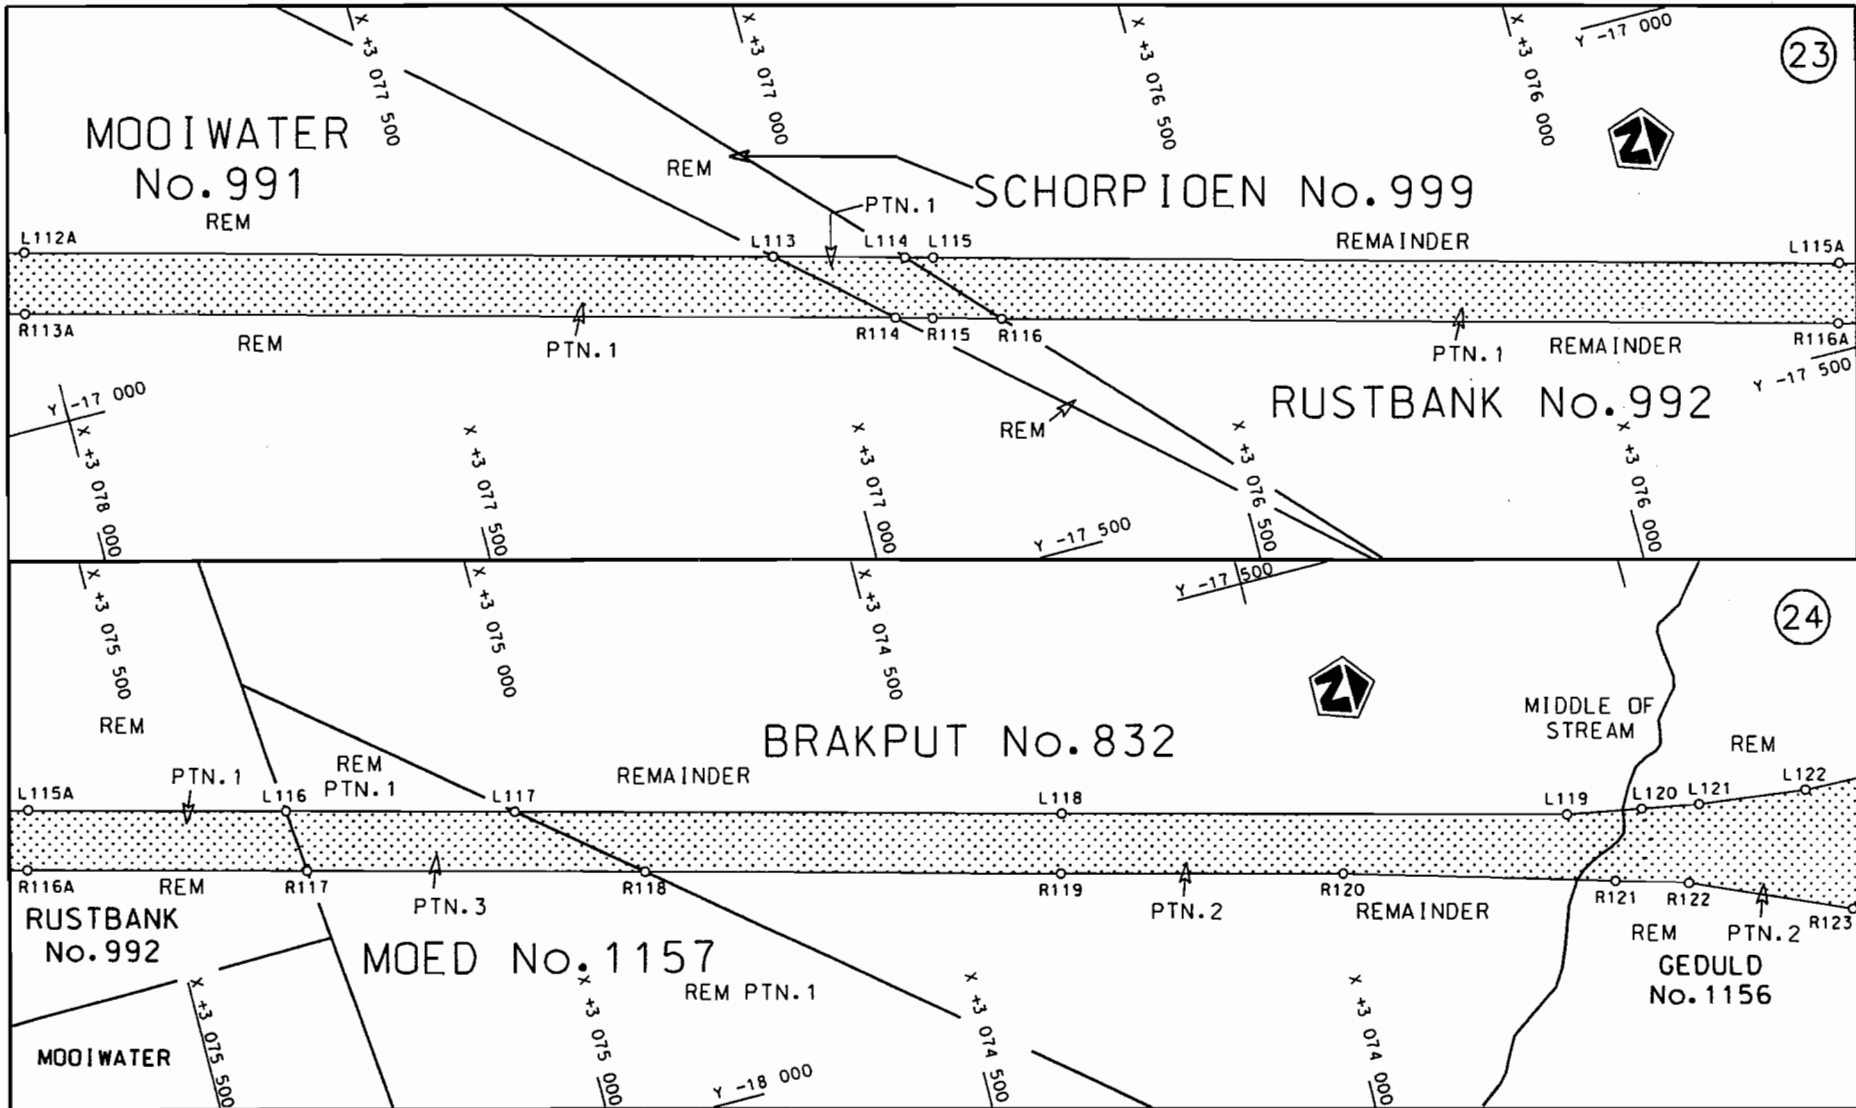 X +3 077 500
X +3 077 000
X +3 076 500
X +3 076 000
Y -17 000
23
MOOIWATER
No.991
REM
REM
SCHORPIOEN No.999
PTN.1
REMAINDER
L112A
L113
L114
L115
L115A
R113A
REM
PTN.1
R114
R115
R116
PTN.1
REMAINDER
R116A
Y -17 500
RUSTBANK No.992
REM
Y -17 000
X +3 078 000
X +3 077 500
X +3 077 000
X +3 076 500
X +3 076 000
Y -17 500
X +3 075 500
X +3 075 000
X +3 074 500
Y -17 500
24
REM
BRAKPUT No.832
MIDDLE OF
STREAM
REM
PTN.1
REM
PTN.1
REMAINDER
L115A
L116
L117
L118
L119
L120
L121
L122
R116A
REM
R117
PTN.3
R118
R119
PTN.2
R120
REMAINDER
R121
R122
R123
REM
PTN.2
RUSTBANK
No.992
MOED No.1157
REM PTN.1
GEDULD
No.1156
MOOIWATER
X +3 075 500
X +3 075 000
X +3 074 500
X +3 074 000
Y -18 000